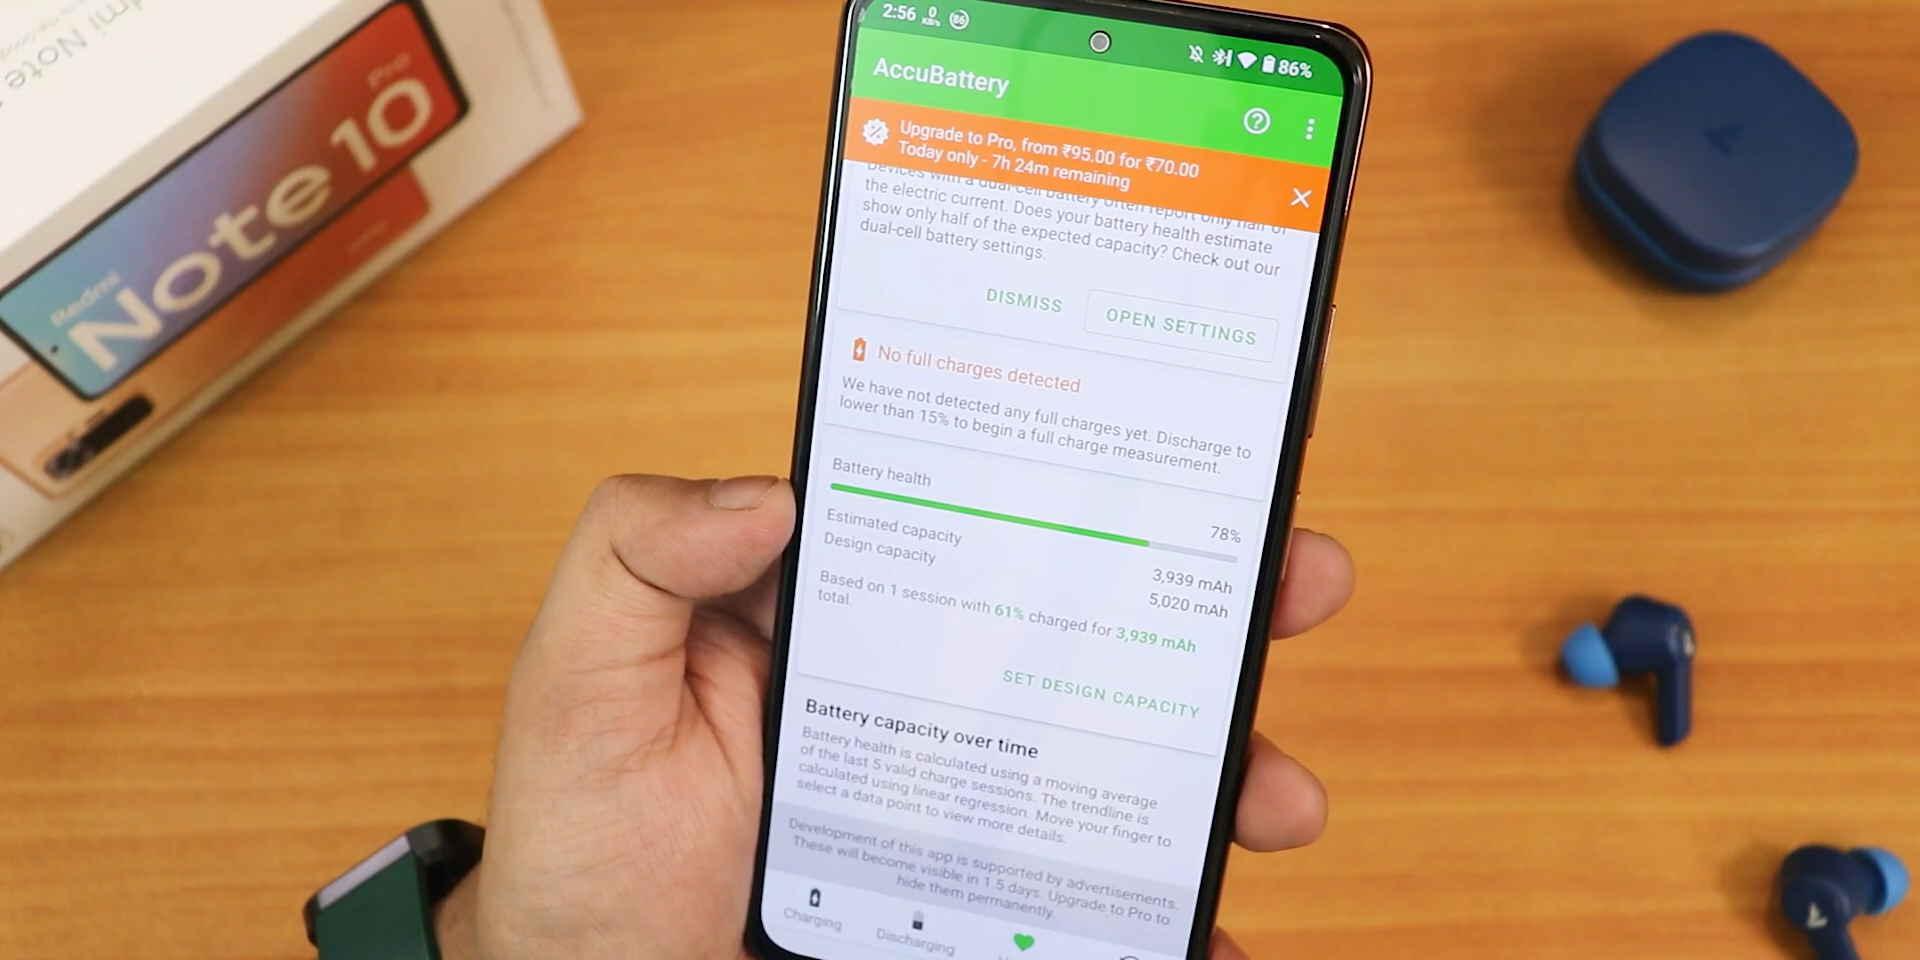 Redmi
Note 10
Pro
2:56 0 KB/s 86
86%
AccuBattery
Upgrade to Pro, from ₹95.00 for ₹70.00
Today only - 7h 24m remaining
Devices with a dual-cell battery often report only half of
the electric current. Does your battery health estimate
show only half of the expected capacity? Check out our
dual-cell battery settings.
DISMISS
OPEN SETTINGS
No full charges detected
We have not detected any full charges yet. Discharge to
lower than 15% to begin a full charge measurement.
Battery health
78%
Estimated capacity 3,939 mAh
Design capacity 5,020 mAh
Based on 1 session with 61% charged for 3,939 mAh
total.
SET DESIGN CAPACITY
Battery capacity over time
Battery health is calculated using a moving average
of the last 5 valid charge sessions. The trendline is
calculated using linear regression. Move your finger to
select a data point to view more details.
Development of this app is supported by advertisements.
These will become visible in 1.5 days. Upgrade to Pro to
hide them permanently.
Charging
Discharging